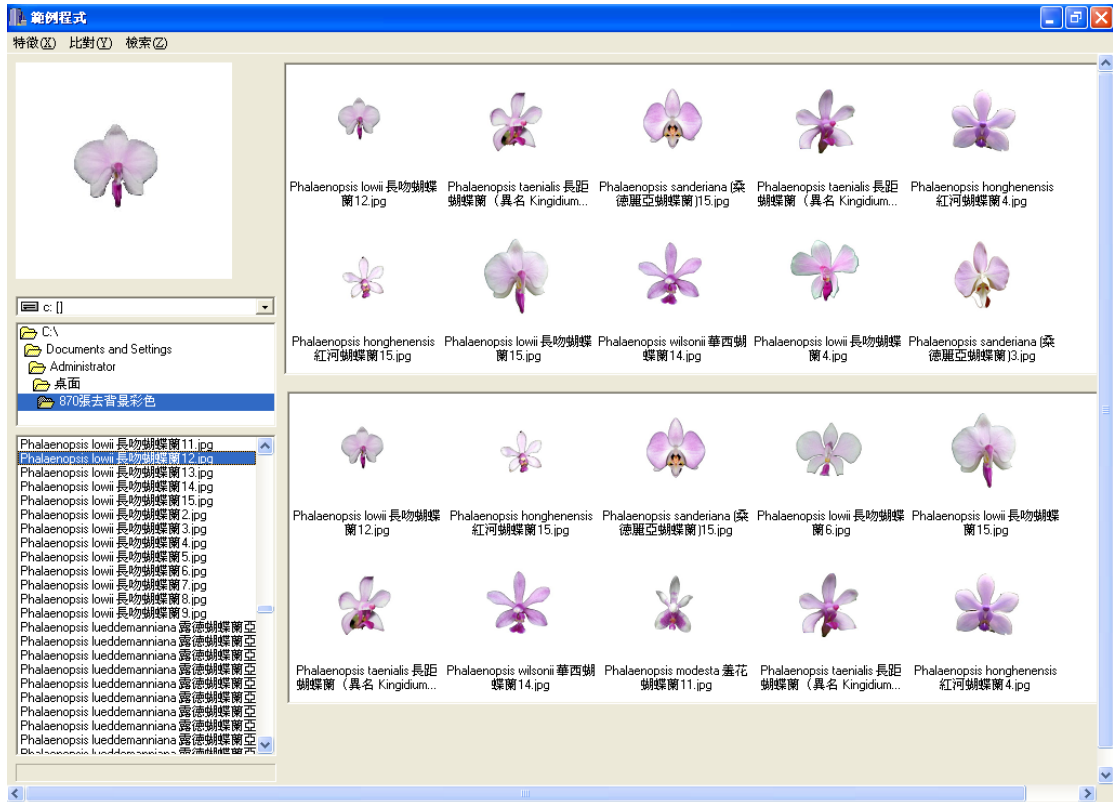 範例程式
特徵(X) 比對(Y) 檢索(Z)
Phalaenopsis lowii 長吻蝴蝶
蘭12.jpg
Phalaenopsis taenialis 長距
蝴蝶蘭（異名 Kingidium...
Phalaenopsis sanderiana (桑
德麗亞蝴蝶蘭)15.jpg
Phalaenopsis taenialis 長距
蝴蝶蘭（異名 Kingidium...
Phalaenopsis honghenensis
紅河蝴蝶蘭4.jpg
Phalaenopsis honghenensis
紅河蝴蝶蘭15.jpg
Phalaenopsis lowii 長吻蝴蝶
蘭15.jpg
Phalaenopsis wilsonii 華西蝴
蝶蘭14.jpg
Phalaenopsis lowii 長吻蝴蝶
蘭4.jpg
Phalaenopsis sanderiana (桑
德麗亞蝴蝶蘭)3.jpg
c: []
C:\
Documents and Settings
Administrator
桌面
870張去背景彩色
Phalaenopsis lowii 長吻蝴蝶蘭11.jpg
Phalaenopsis lowii 長吻蝴蝶蘭12.jpg
Phalaenopsis lowii 長吻蝴蝶蘭13.jpg
Phalaenopsis lowii 長吻蝴蝶蘭14.jpg
Phalaenopsis lowii 長吻蝴蝶蘭15.jpg
Phalaenopsis lowii 長吻蝴蝶蘭2.jpg
Phalaenopsis lowii 長吻蝴蝶蘭3.jpg
Phalaenopsis lowii 長吻蝴蝶蘭4.jpg
Phalaenopsis lowii 長吻蝴蝶蘭5.jpg
Phalaenopsis lowii 長吻蝴蝶蘭6.jpg
Phalaenopsis lowii 長吻蝴蝶蘭7.jpg
Phalaenopsis lowii 長吻蝴蝶蘭8.jpg
Phalaenopsis lowii 長吻蝴蝶蘭9.jpg
Phalaenopsis lueddemanniana 露德蝴蝶蘭亞
Phalaenopsis lueddemanniana 露德蝴蝶蘭亞
Phalaenopsis lueddemanniana 露德蝴蝶蘭亞
Phalaenopsis lueddemanniana 露德蝴蝶蘭亞
Phalaenopsis lueddemanniana 露德蝴蝶蘭亞
Phalaenopsis lueddemanniana 露德蝴蝶蘭亞
Phalaenopsis lueddemanniana 露德蝴蝶蘭亞
Phalaenopsis lueddemanniana 露德蝴蝶蘭亞
Phalaenopsis lueddemanniana 露德蝴蝶蘭亞
Phalaenopsis lueddemanniana 露德蝴蝶蘭亞
Phalaenopsis lowii 長吻蝴蝶
蘭12.jpg
Phalaenopsis honghenensis
紅河蝴蝶蘭15.jpg
Phalaenopsis sanderiana (桑
德麗亞蝴蝶蘭)15.jpg
Phalaenopsis lowii 長吻蝴蝶
蘭6.jpg
Phalaenopsis lowii 長吻蝴蝶
蘭15.jpg
Phalaenopsis taenialis 長距
蝴蝶蘭（異名 Kingidium...
Phalaenopsis wilsonii 華西蝴
蝶蘭14.jpg
Phalaenopsis modesta 羞花
蝴蝶蘭11.jpg
Phalaenopsis taenialis 長距
蝴蝶蘭（異名 Kingidium...
Phalaenopsis honghenensis
紅河蝴蝶蘭4.jpg